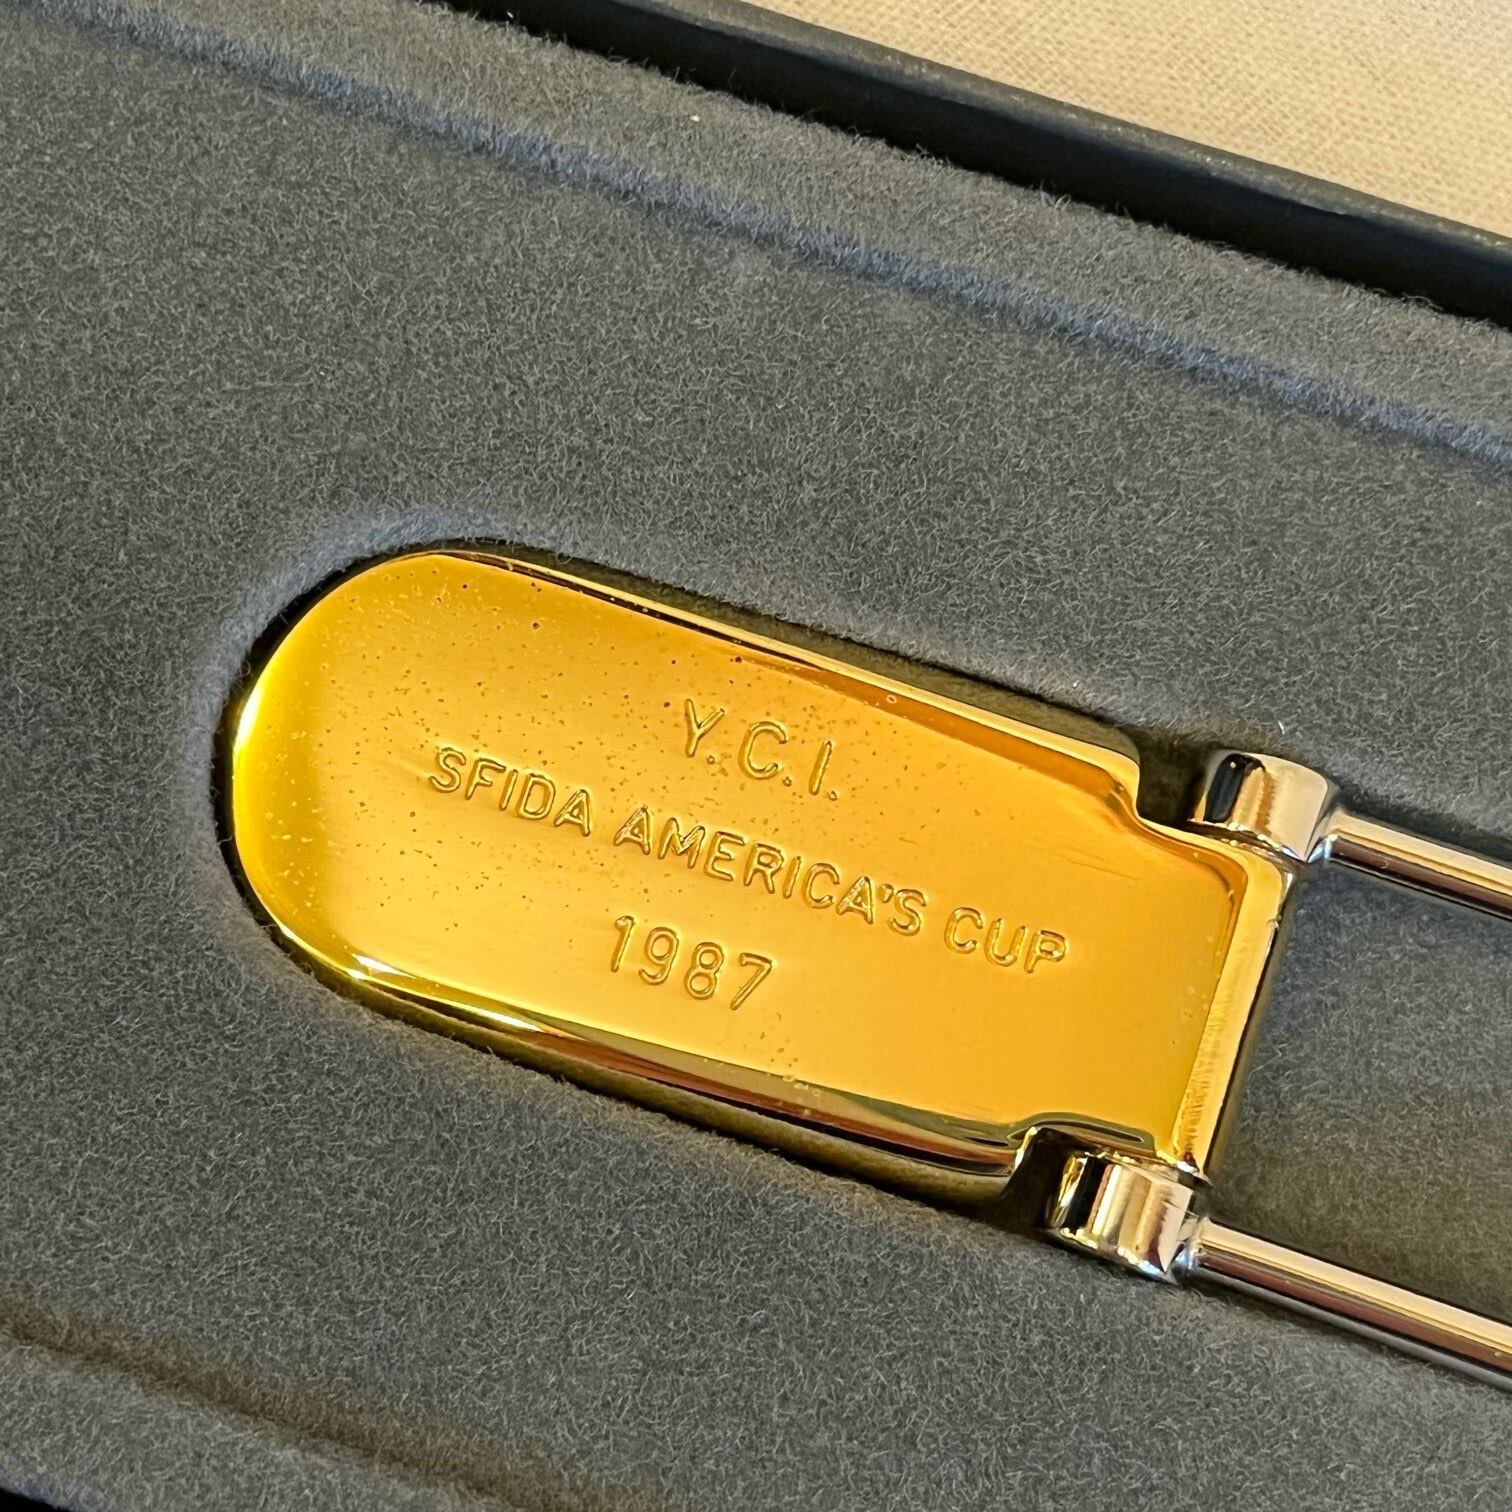 Y.C.I.
SFIDA AMERICA'S CUP
1987